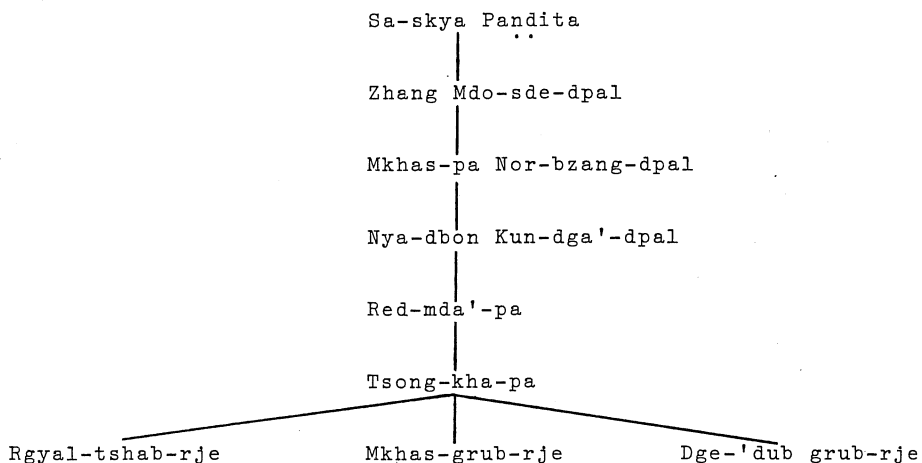 Sa-skya Paṇḍita
Zhang Mdo-sde-dpal
Mkhas-pa Nor-bzang-dpal
Nya-dbon Kun-dga'-dpal
Red-mda'-pa
Tsong-kha-pa
Rgyal-tshab-rje Mkhas-grub-rje Dge-'dub grub-rje